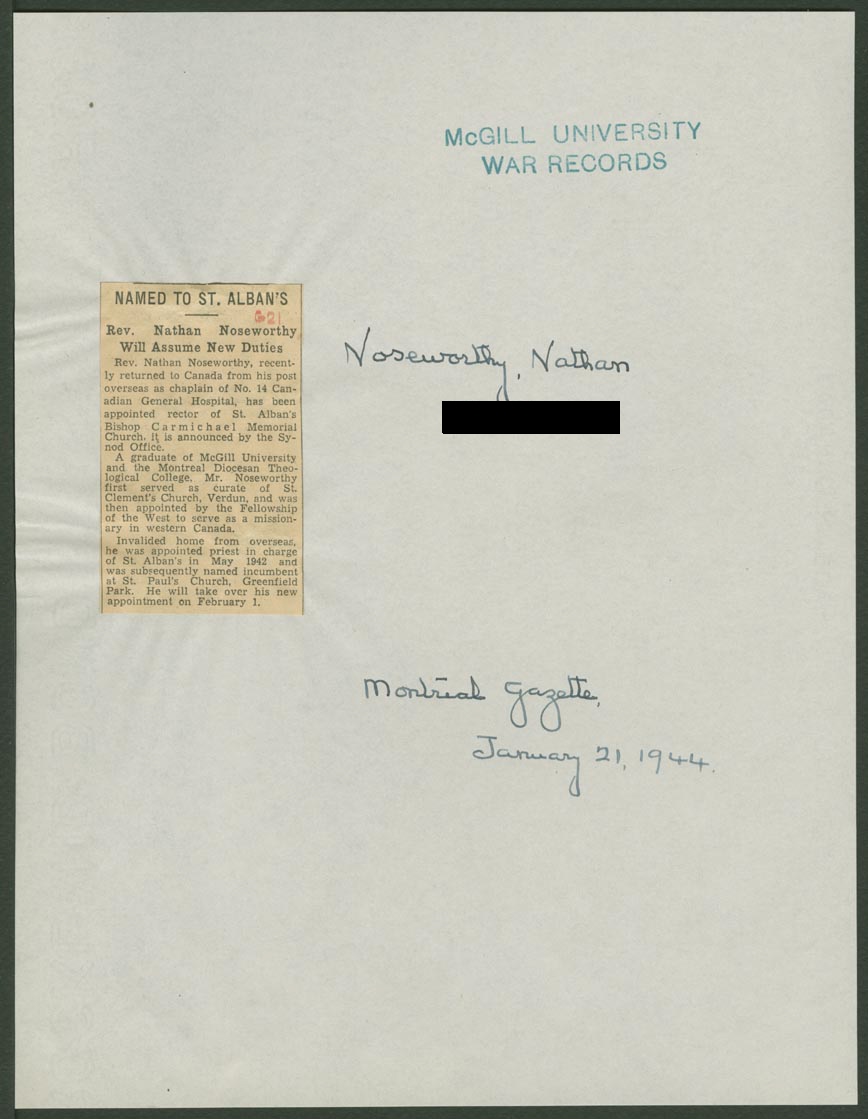 McGILL UNIVERSITY
WAR RECORDS
NAMED TO ST. ALBAN'S
G21
Rev. Nathan Noseworthy
Will Assume New Duties
Rev. Nathan Noseworthy, recent-
ly returned to Canada from his post
overseas as chaplain of No. 14 Can-
adian General Hospital, has been
appointed rector of St. Alban's
Bishop Carmichael Memorial
Church, it is announced by the Sy-
nod Office.
A graduate of McGill University
and the Montreal Diocesan Theo-
logical College, Mr. Noseworthy
first served as curate of St.
Clement's Church, Verdun, and was
then appointed by the Fellowship
of the West to serve as a mission-
ary in western Canada.
Invalided home from overseas,
he was appointed priest in charge
of St. Alban's in May 1942 and
was subsequently named incumbent
at St. Paul's Church, Greenfield
Park. He will take over his new
appointment on February 1.
Noseworthy, Nathan
Montreal Gazette,
January 21, 1944.